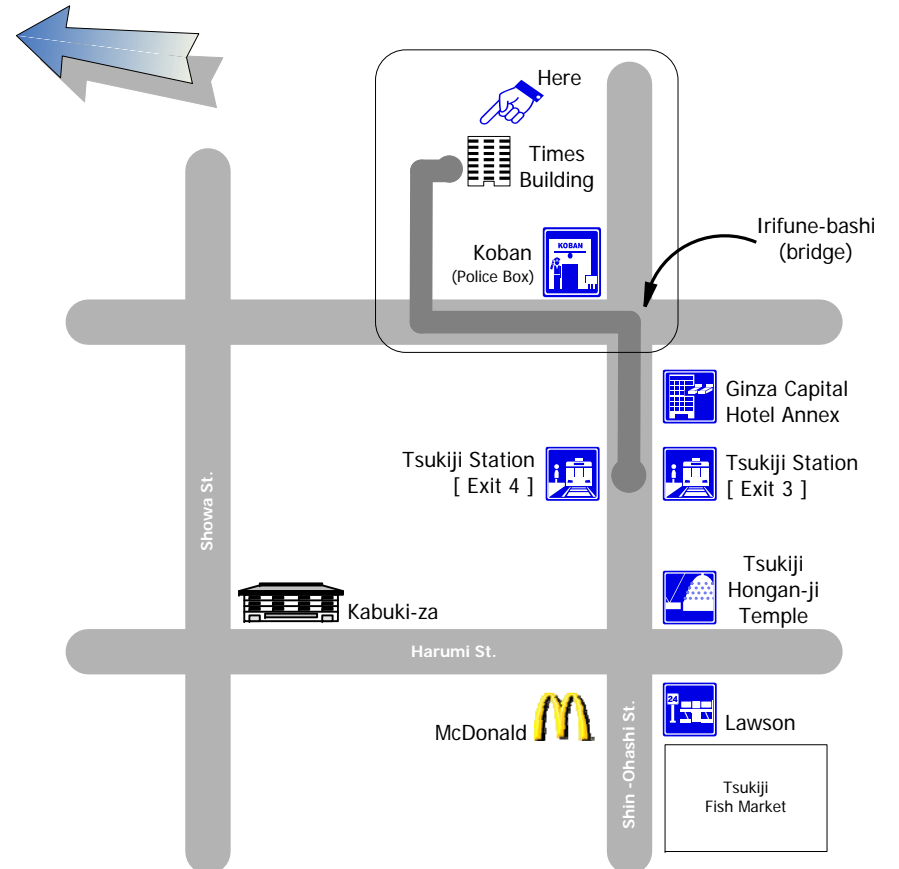 Here
Times
Building
Irifune-bashi
(bridge)
Koban
(Police Box)
KOBAN
Ginza Capital
Hotel Annex
Tsukiji Station
[ Exit 4 ]
Tsukiji Station
[ Exit 3 ]
Showa St.
Tsukiji
Hongan-ji
Temple
Kabuki-za
Harumi St.
McDonald
Shin -Ohashi St.
24
Lawson
Tsukiji
Fish Market